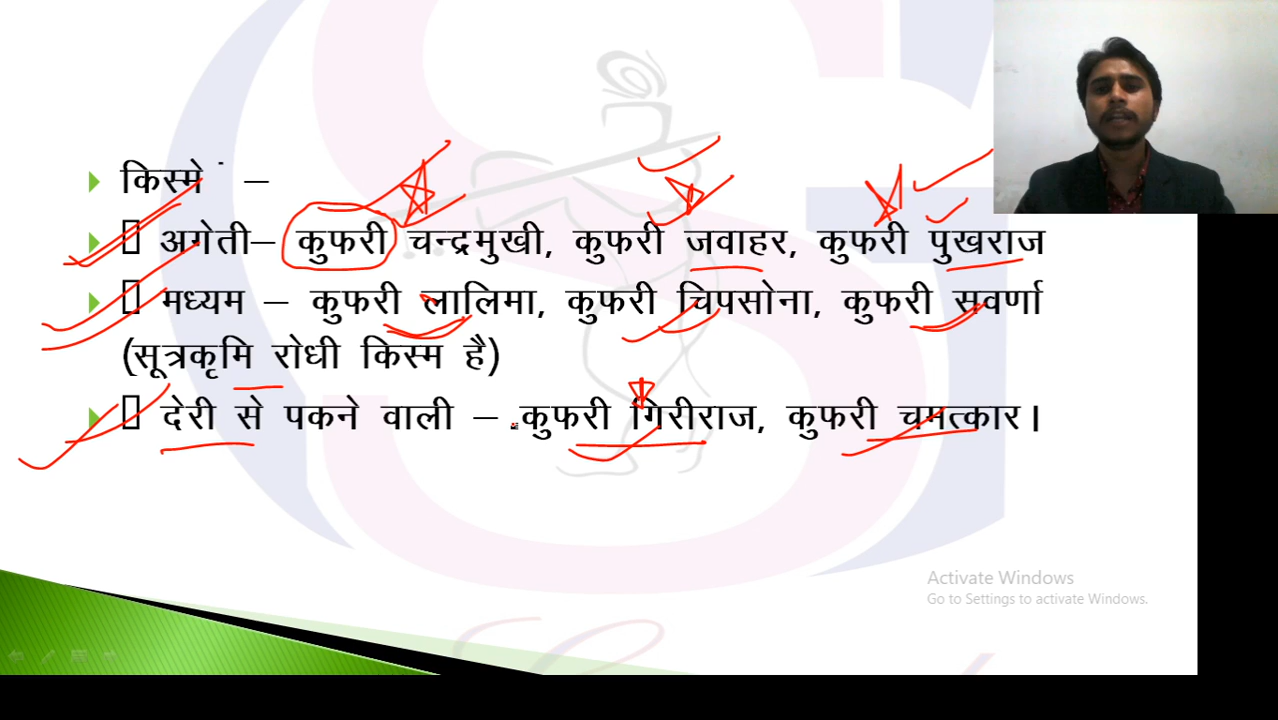 किस्मे ं –
अगेती– कुफरी चन्द्रमुखी, कुफरी जवाहर, कुफरी पुखराज
मध्यम – कुफरी लालिमा, कुफरी चिपसोना, कुफरी सवर्णा
(सूत्रकृमि रोधी किस्म है)
देरी से पकने वाली – कुफरी गिरीराज, कुफरी चमत्कार।
Activate Windows
Go to Settings to activate Windows.